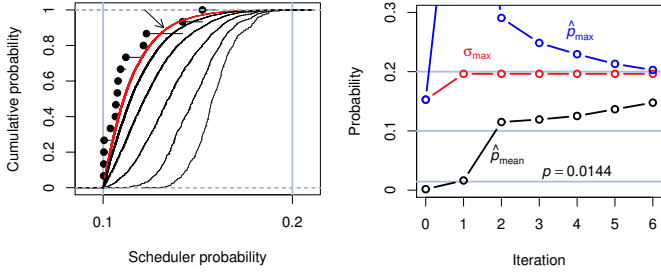 Cumulative probability
1
0.8
0.6
0.4
0.2
0
0.1
0.2
Scheduler probability
Probability
0.3
0.2
0.1
0
p̂max
σmax
p̂mean
p = 0.0144
0 1 2 3 4 5 6
Iteration